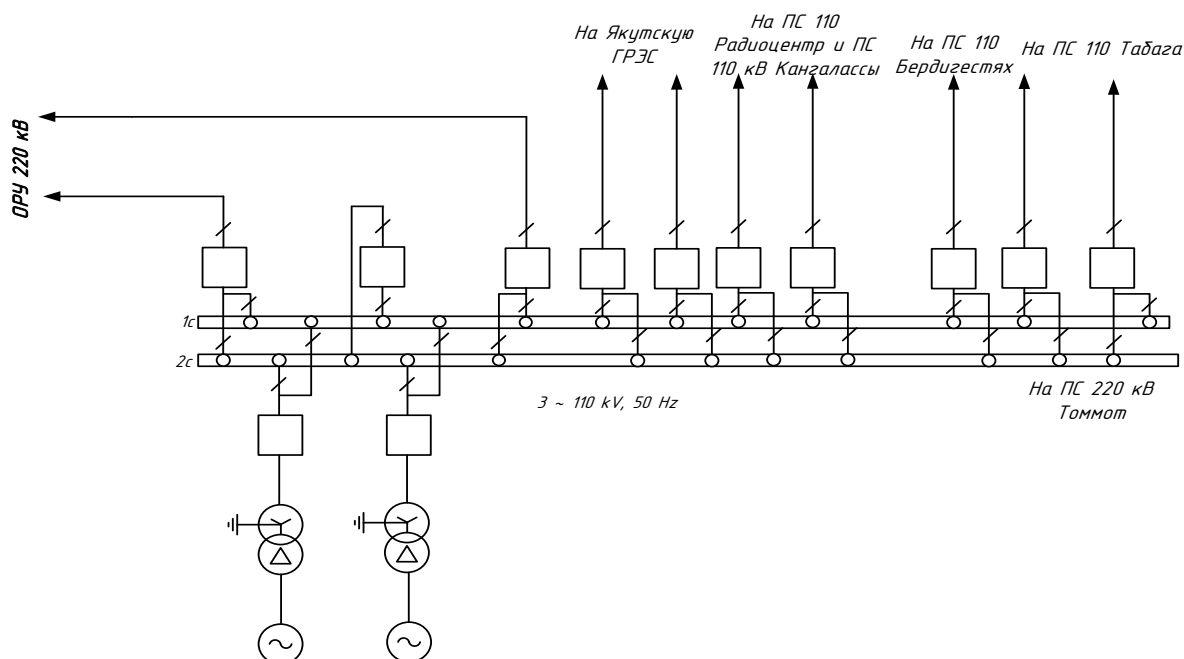 На Якутскую
ГРЭС
На ПС 110
Радиоцентр и ПС
110 кВ Кангалассы
На ПС 110
Бердигестях
На ПС 110 Табага
ОРУ 220 кВ
1с
2с
3 ~ 110 kV, 50 Hz
На ПС 220 кВ
Томмот